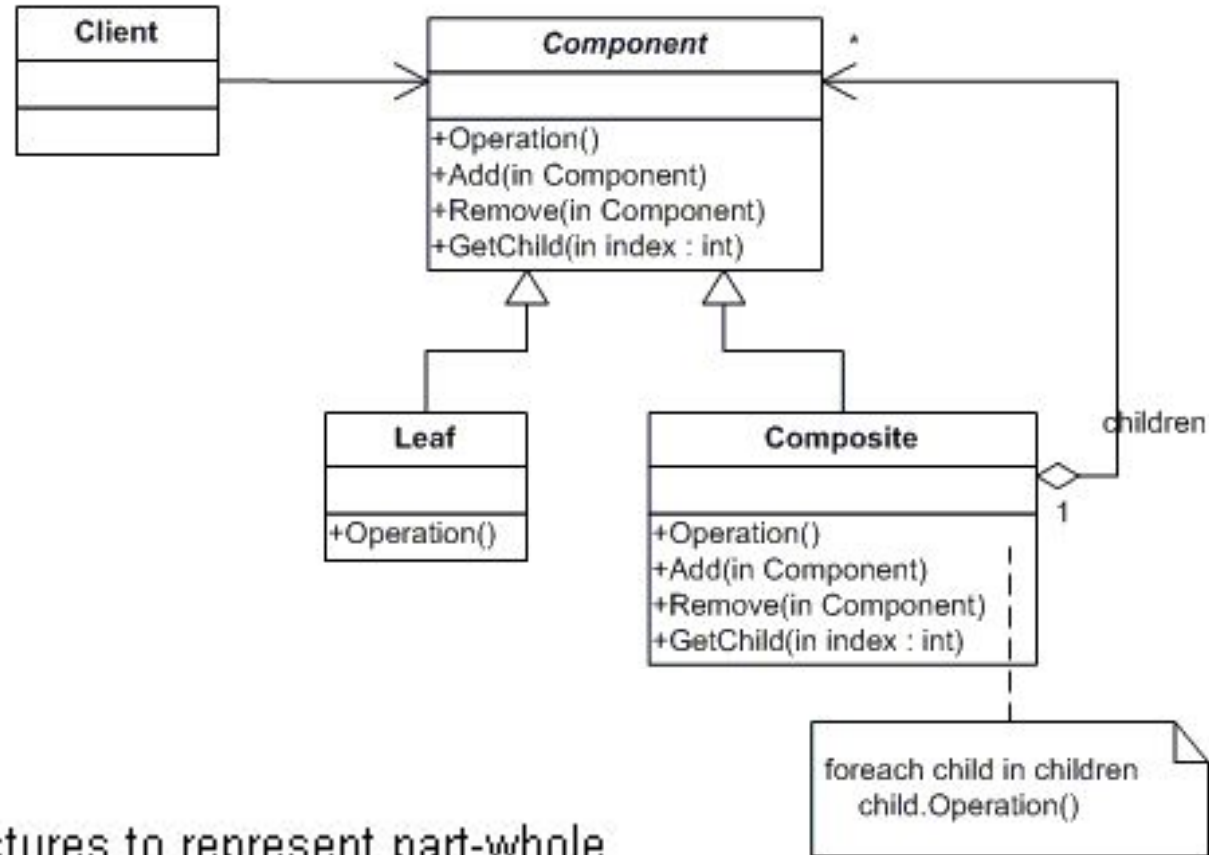 Client
Component
*
+Operation()
+Add(in Component)
+Remove(in Component)
+GetChild(in index : int)
Leaf
+Operation()
Composite
children
1
+Operation()
+Add(in Component)
+Remove(in Component)
+GetChild(in index : int)
foreach child in children
child.Operation()
to represent part-whole